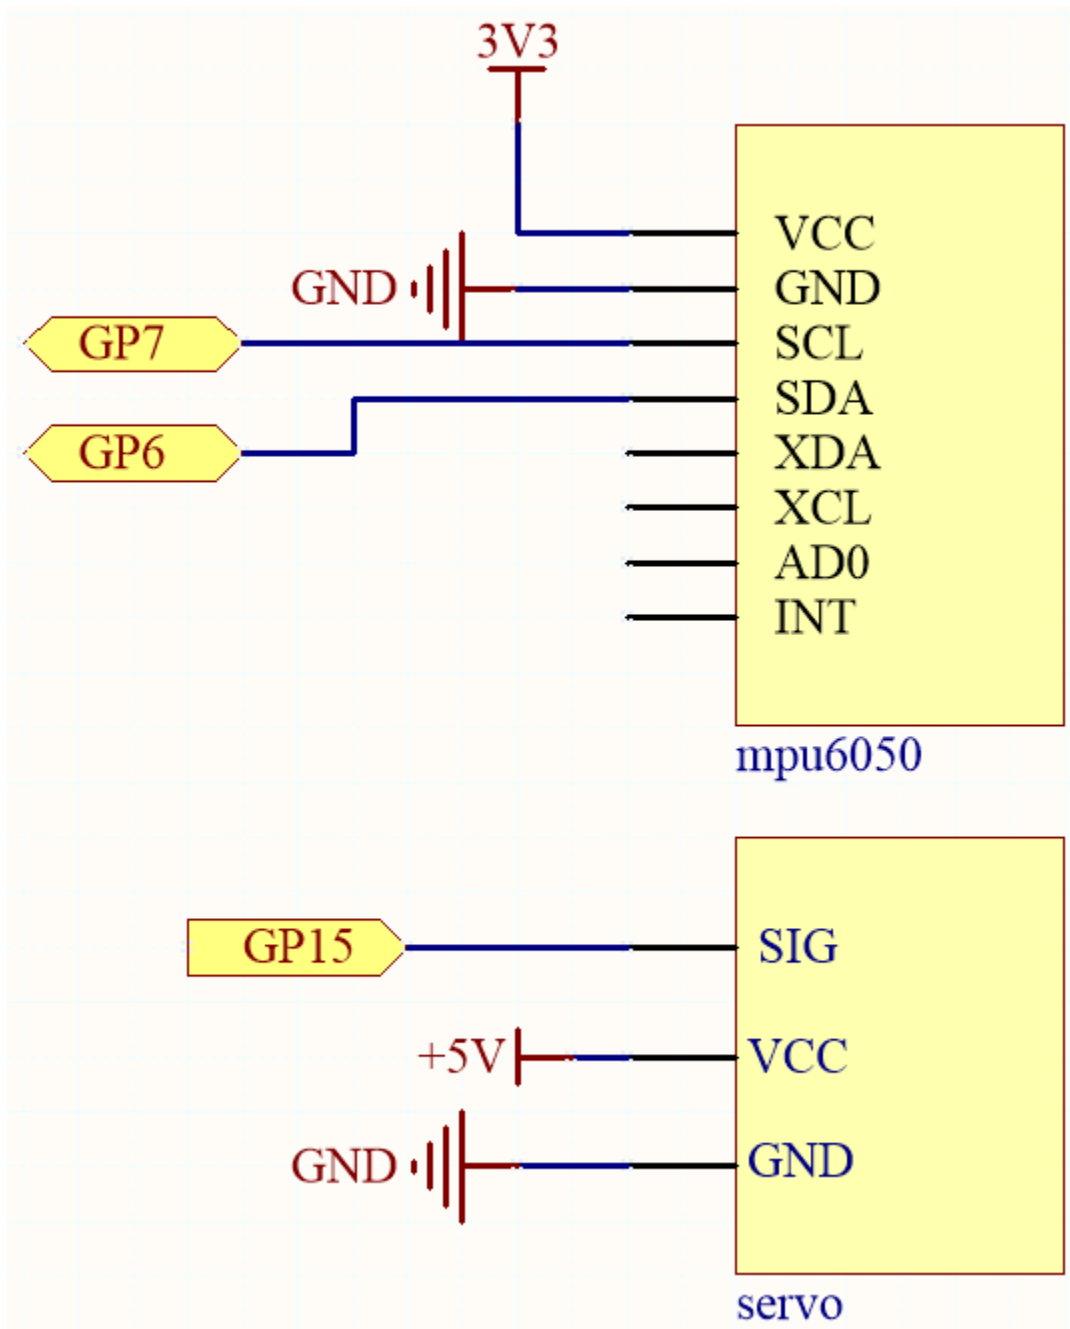 3V3
VCC
GND GND
GP7 SCL
SDA
GP6 XDA
XCL
AD0
INT
mpu6050
GP15 SIG
+5V VCC
GND GND
servo